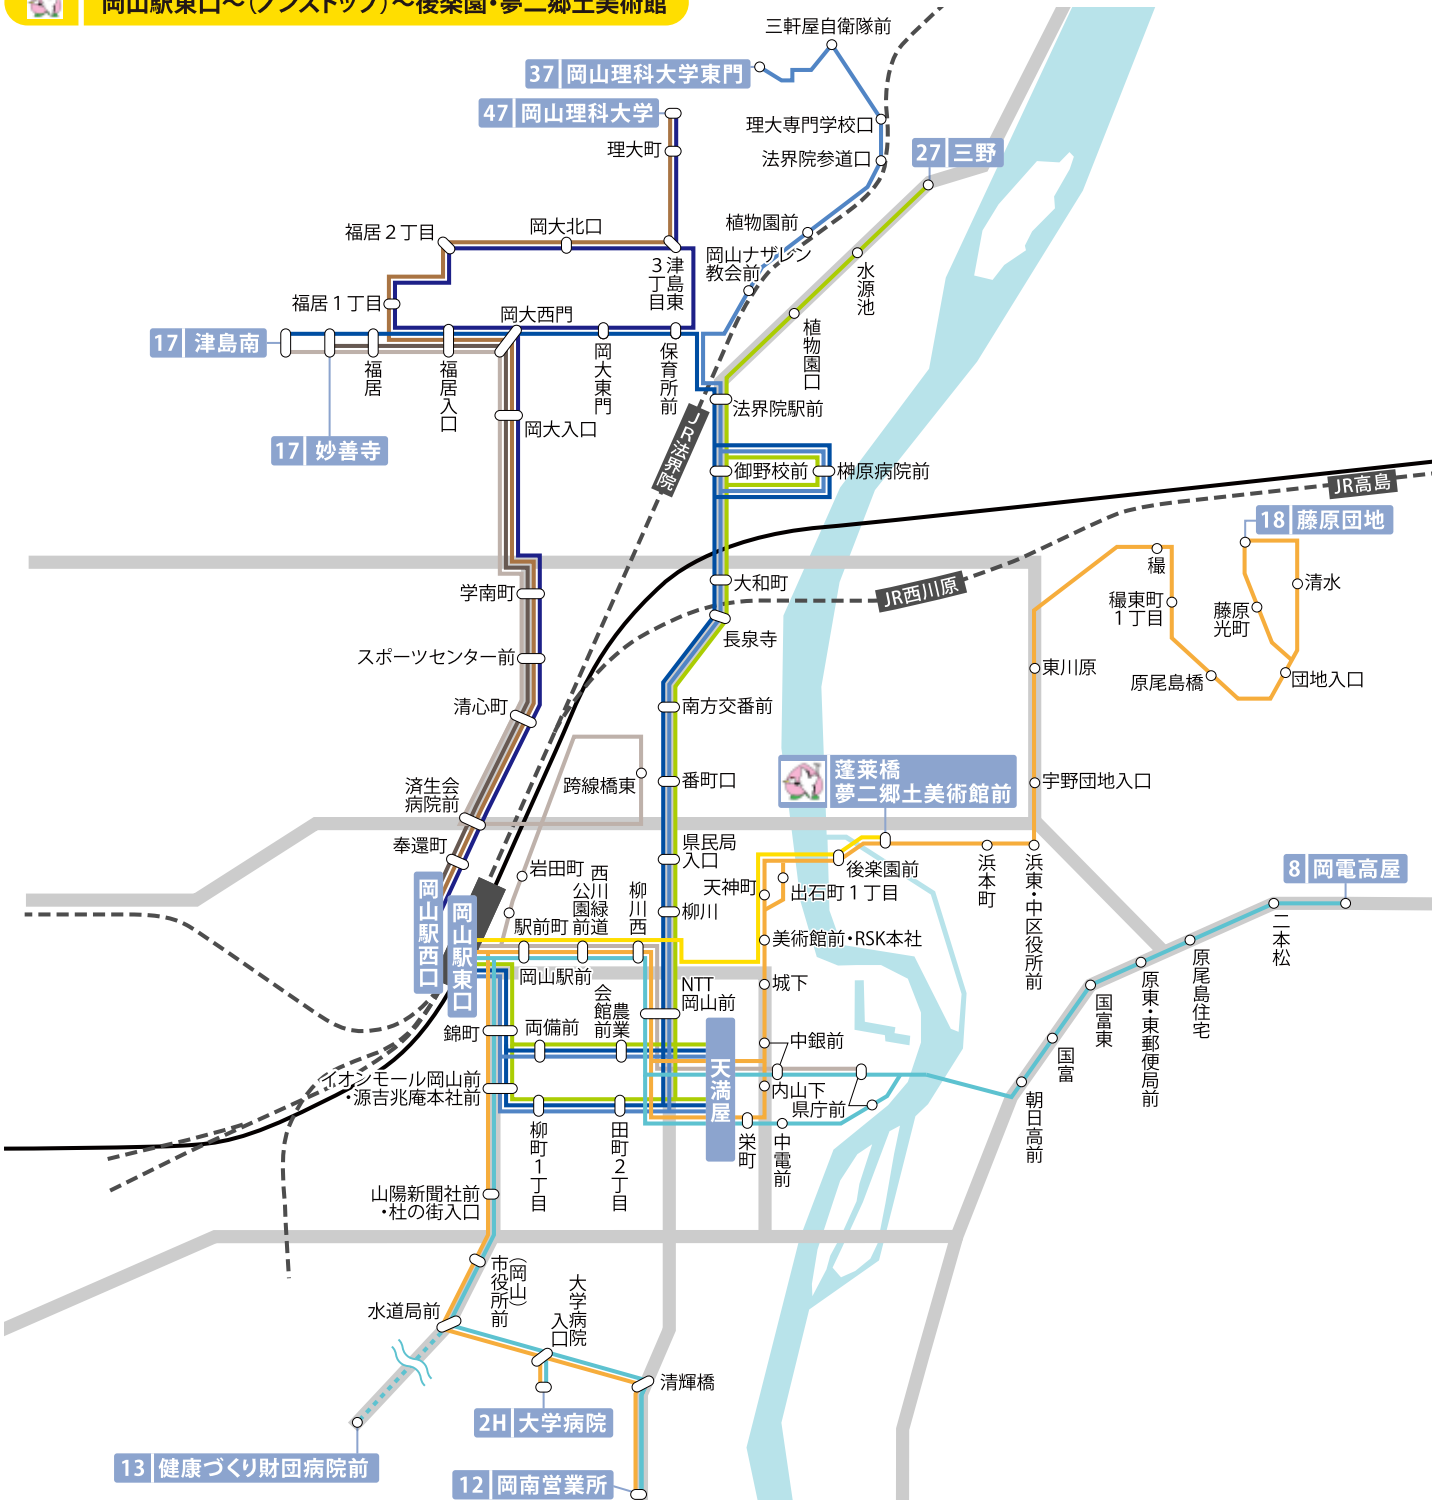 岡山駅東口～(ノンストップ)～後楽園・夢二郷土美術館
三軒屋自衛隊前
37 岡山理科大学東門
47 岡山理科大学
理大専門学校口
理大町
法界院参道口
27 三野
植物園前
岡大北口
福居2丁目
岡山ナザレン
教会前
津島東
3丁目
水源池
福居1丁目
岡大西門
植物園口
17 津島南
福居
福居入口
岡大東門
保育所前
法界院駅前
岡大入口
17 妙善寺
JR法界院
御野校前
榊原病院前
JR高島
18 藤原団地
穝
大和町
清水
JR西川原
学南町
穝東町
1丁目
藤原
光町
長泉寺
スポーツセンター前
東川原
原尾島橋
団地入口
清心町
南方交番前
蓬莱橋
夢二郷土美術館前
跨線橋東
番町口
宇野団地入口
済生会
病院前
奉還町
県民局
入口
岩田町
後楽園前
浜本町
浜東・中区役所前
8 岡電高屋
天神町
出石町1丁目
岡山駅西口
岡山駅東口
駅前町
西川緑道
公園前
柳川西
柳川
美術館前・RSK本社
二本松
原尾島住宅
原東・東郵便局前
国富東
国富
岡山駅前
NTT
岡山前
城下
農業
会館前
錦町
両備前
中銀前
天満屋
イオンモール岡山前
・源吉兆庵本社前
内山下
県庁前
朝日高前
柳町1丁目
田町2丁目
栄町
中電前
山陽新聞社前
・杜の街入口
(岡山)
市役所前
水道局前
大学病院
入口
清輝橋
2H 大学病院
13 健康づくり財団病院前
12 岡南営業所